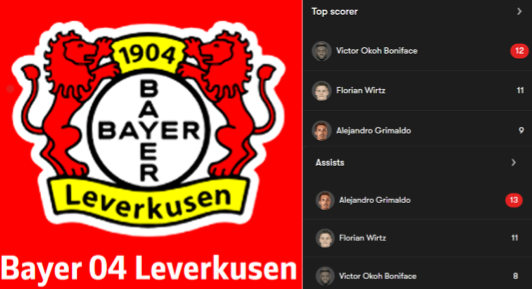 1904
BAYER
BAYER
Leverkusen
Bayer 04 Leverkusen
Top scorer
Victor Okoh Boniface 12
Florian Wirtz 11
Alejandro Grimaldo 9
Assists
Alejandro Grimaldo 13
Florian Wirtz 11
Victor Okoh Boniface 8